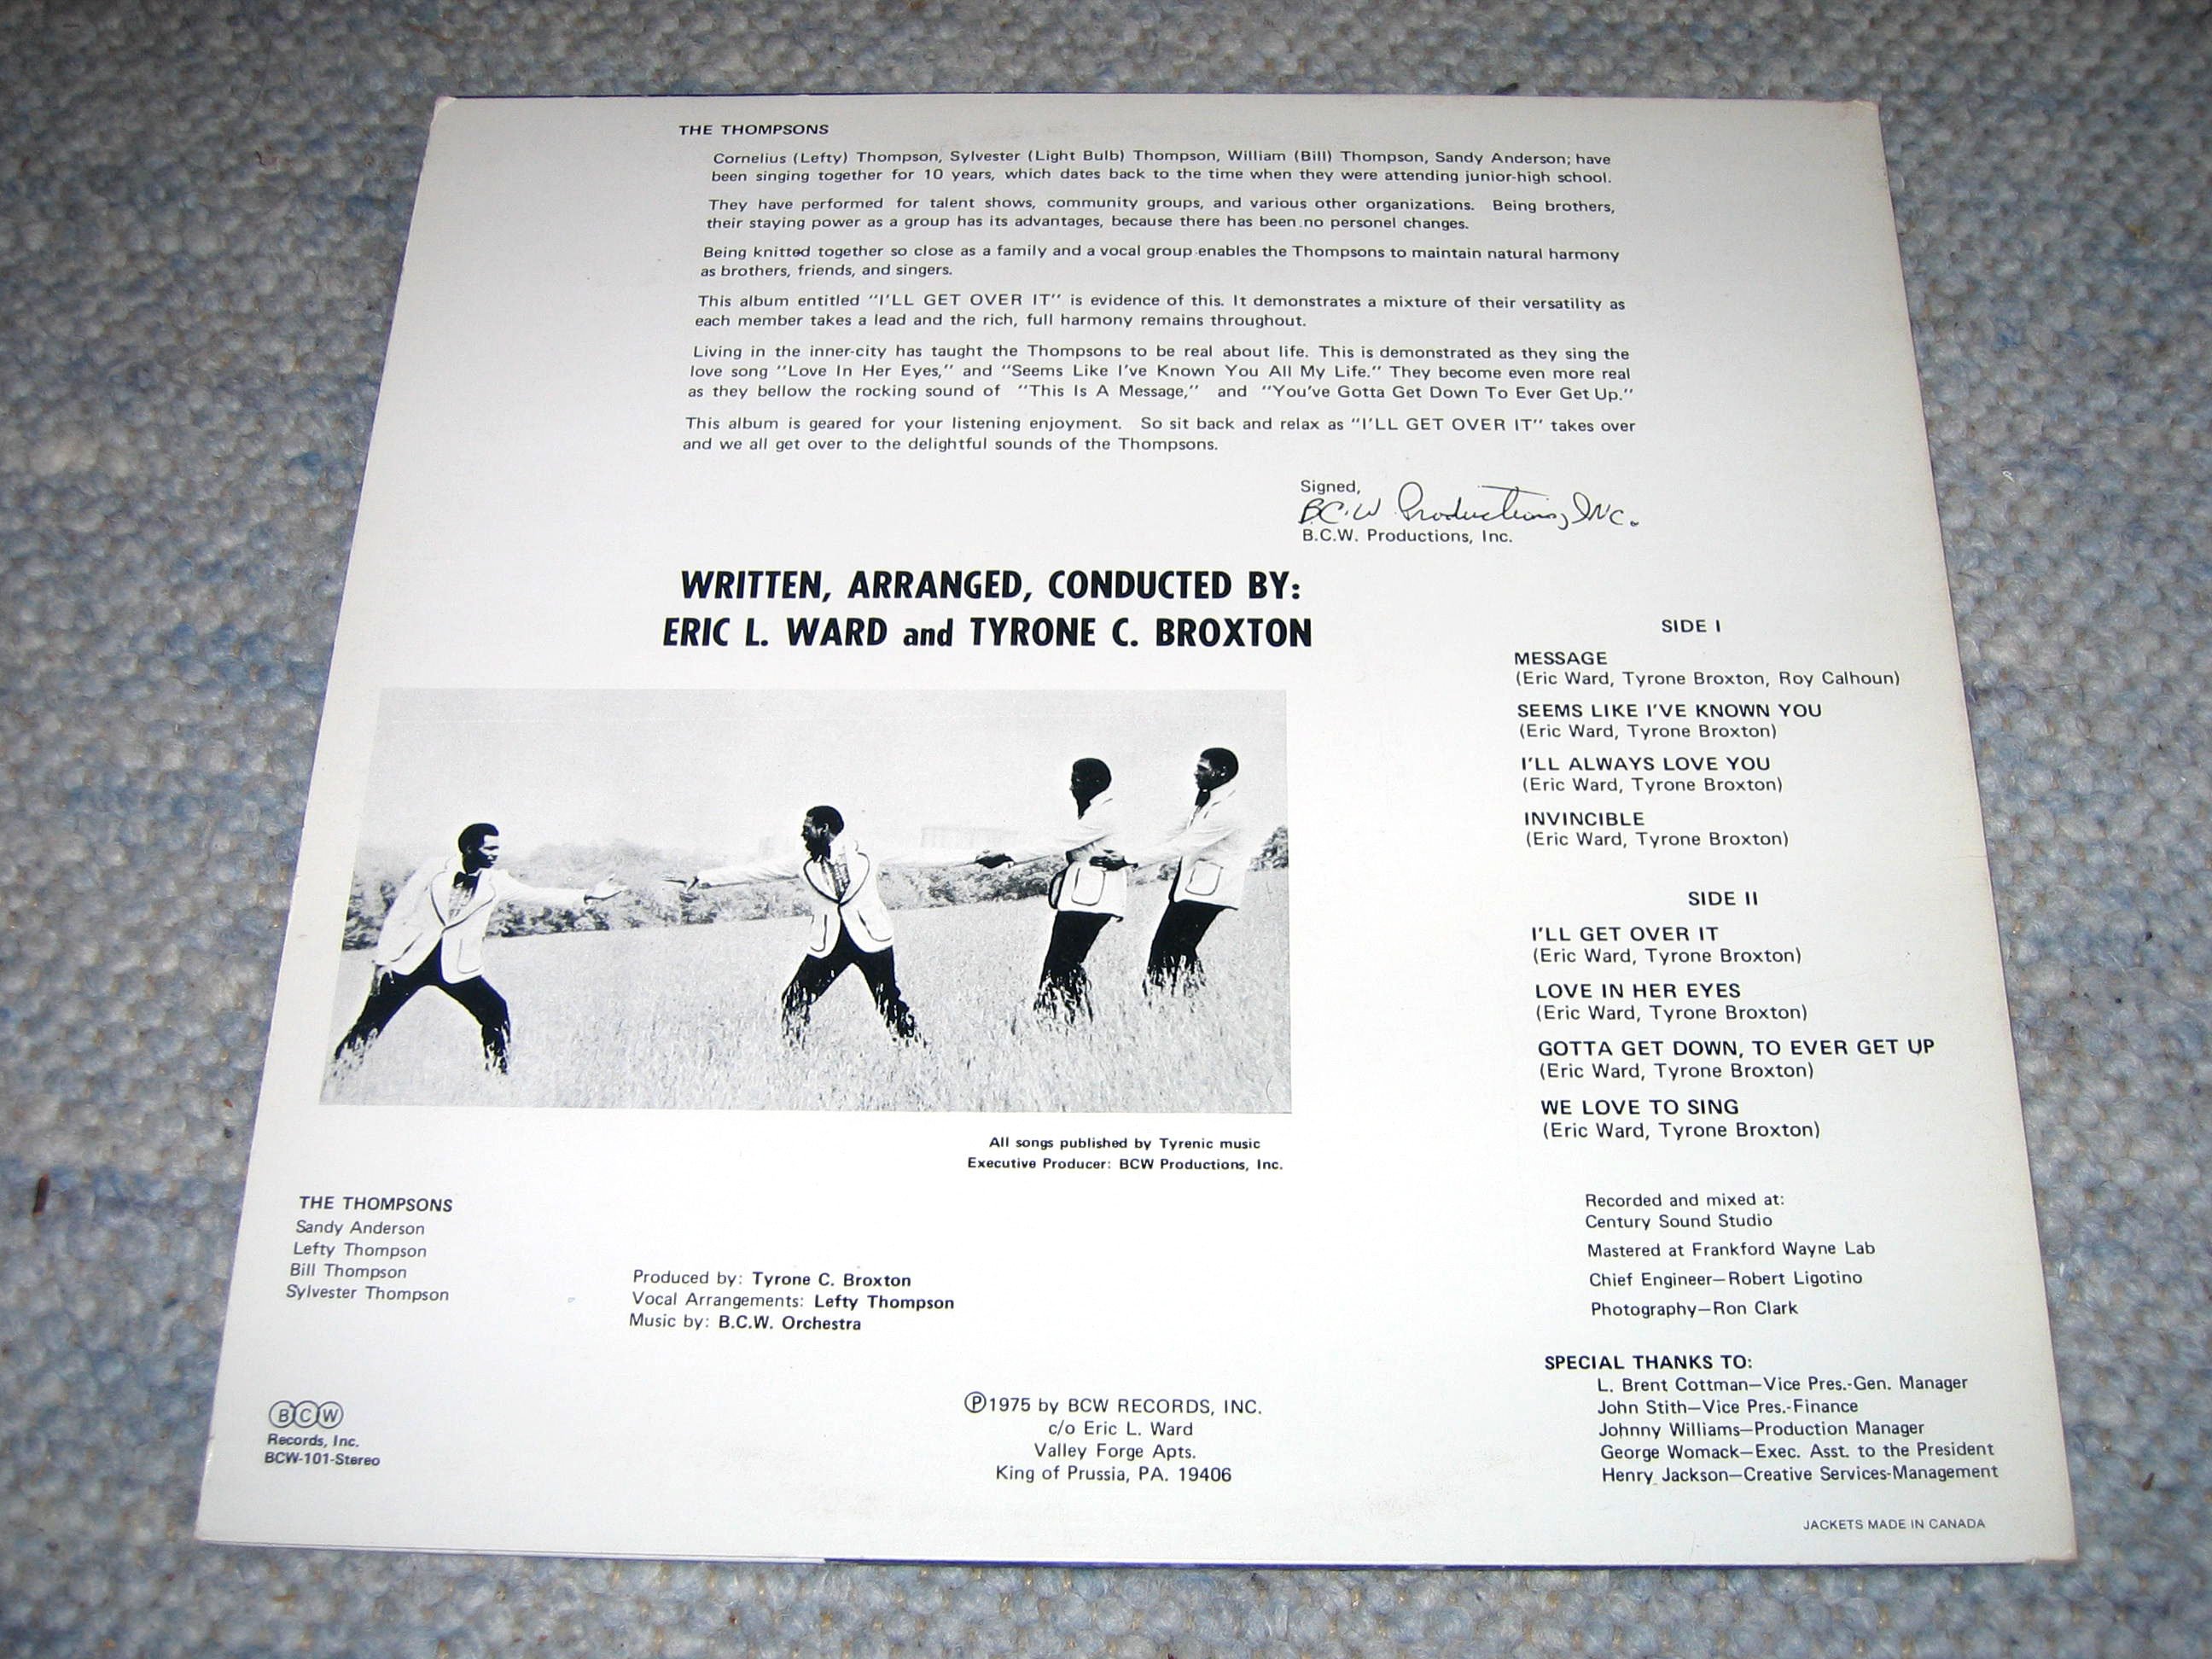 THE THOMPSONS
Cornelius (Lefty) Thompson, Sylvester (Light Bulb) Thompson, William (Bill) Thompson, Sandy Anderson; have
been singing together for 10 years, which dates back to the time when they were attending junior-high school.
They have performed for talent shows, community groups, and various other organizations. Being brothers,
their staying power as a group has its advantages, because there has been no personel changes.
Being knitted together so close as a family and a vocal group enables the Thompsons to maintain natural harmony
as brothers, friends, and singers.
This album entitled "I'LL GET OVER IT" is evidence of this. It demonstrates a mixture of their versatility as
each member takes a lead and the rich, full harmony remains throughout.
Living in the inner-city has taught the Thompsons to be real about life. This is demonstrated as they sing the
love song "Love In Her Eyes," and "Seems Like I've Known You All My Life." They become even more real
as they bellow the rocking sound of "This Is A Message," and "You've Gotta Get Down To Ever Get Up."
This album is geared for your listening enjoyment. So sit back and relax as "I'LL GET OVER IT" takes over
and we all get over to the delightful sounds of the Thompsons.
Signed,
B.C.W Productions, INC.
B.C.W. Productions, Inc.
WRITTEN, ARRANGED, CONDUCTED BY:
ERIC L. WARD and TYRONE C. BROXTON
SIDE I
MESSAGE
(Eric Ward, Tyrone Broxton, Roy Calhoun)
SEEMS LIKE I'VE KNOWN YOU
(Eric Ward, Tyrone Broxton)
I'LL ALWAYS LOVE YOU
(Eric Ward, Tyrone Broxton)
INVINCIBLE
(Eric Ward, Tyrone Broxton)
SIDE II
I'LL GET OVER IT
(Eric Ward, Tyrone Broxton)
LOVE IN HER EYES
(Eric Ward, Tyrone Broxton)
GOTTA GET DOWN, TO EVER GET UP
(Eric Ward, Tyrone Broxton)
WE LOVE TO SING
(Eric Ward, Tyrone Broxton)
All songs published by Tyrenic music
Executive Producer: BCW Productions, Inc.
THE THOMPSONS
Sandy Anderson
Lefty Thompson
Bill Thompson
Sylvester Thompson
Produced by: Tyrone C. Broxton
Vocal Arrangements: Lefty Thompson
Music by: B.C.W. Orchestra
Recorded and mixed at:
Century Sound Studio
Mastered at Frankford Wayne Lab
Chief Engineer—Robert Ligotino
Photography—Ron Clark
SPECIAL THANKS TO:
L. Brent Cottman—Vice Pres.-Gen. Manager
John Stith—Vice Pres.-Finance
Johnny Williams—Production Manager
George Womack—Exec. Asst. to the President
Henry Jackson—Creative Services-Management
BCW
Records, Inc.
BCW-101-Stereo
Ⓟ1975 by BCW RECORDS, INC.
c/o Eric L. Ward
Valley Forge Apts.
King of Prussia, PA. 19406
JACKETS MADE IN CANADA